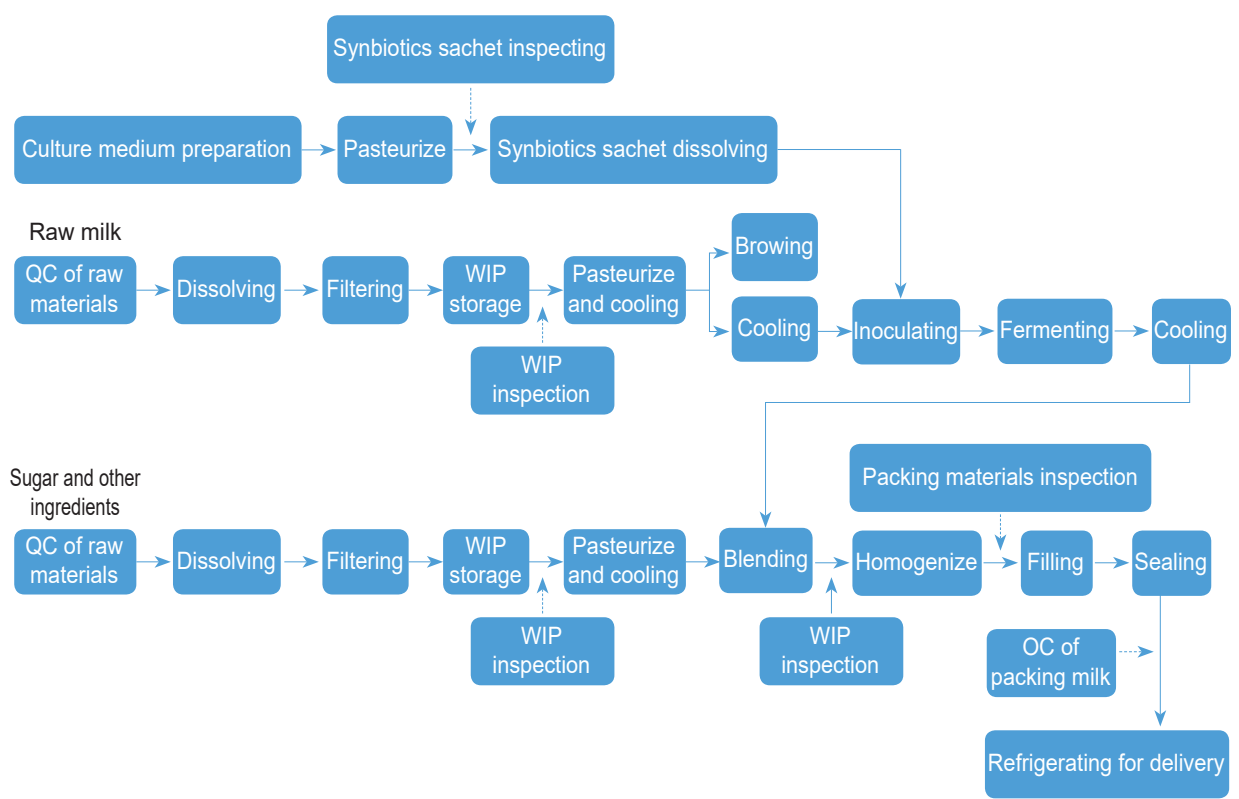 Synbiotics sachet inspecting
Culture medium preparation
Pasteurize
Synbiotics sachet dissolving
Raw milk
QC of raw
materials
Dissolving
Filtering
WIP
storage
Pasteurize
and cooling
Browing
Cooling
Inoculating
Fermenting
Cooling
WIP
inspection
Sugar and other
ingredients
QC of raw
materials
Dissolving
Filtering
WIP
storage
Pasteurize
and cooling
Blending
Packing materials inspection
Homogenize
Filling
Sealing
WIP
inspection
WIP
inspection
OC of
packing milk
Refrigerating for delivery